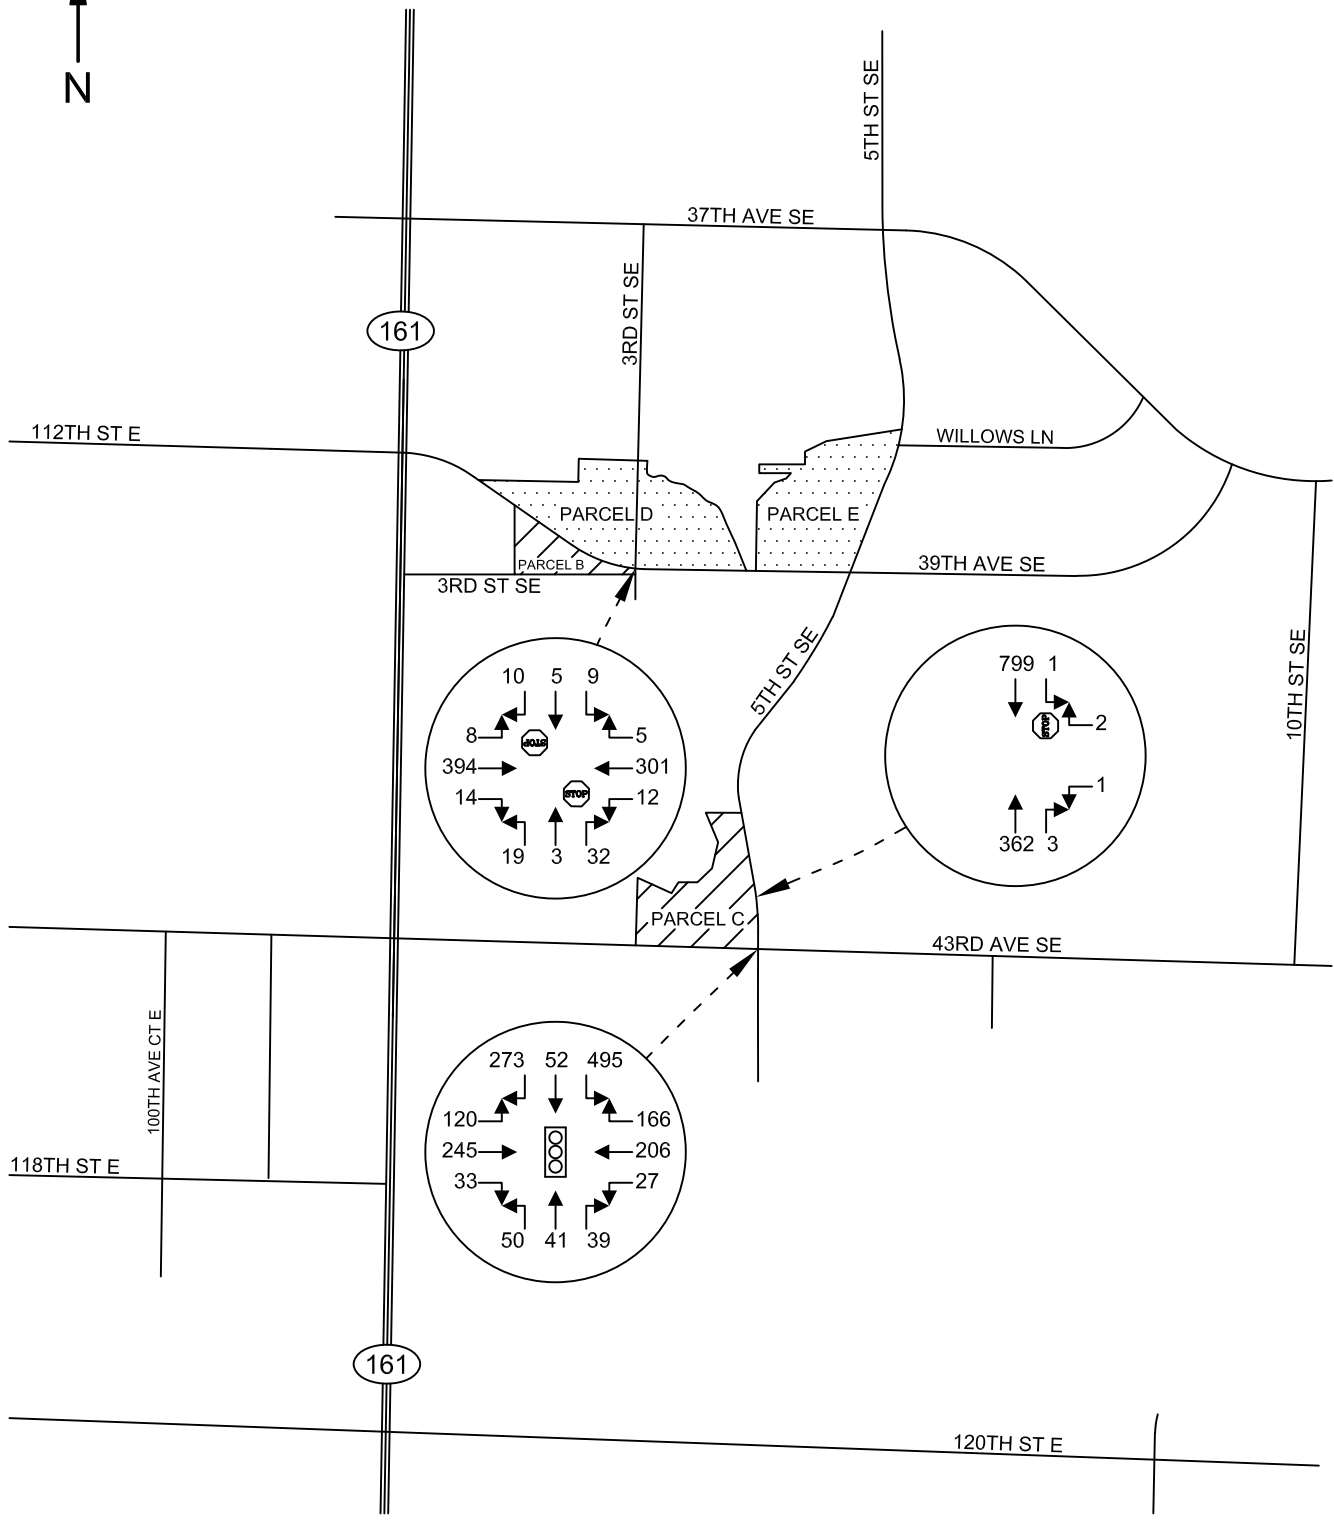 N
5TH ST SE
37TH AVE SE
3RD ST SE
161
112TH ST E
WILLOWS LN
PARCEL D
PARCEL E
PARCEL B
39TH AVE SE
3RD ST SE
5TH ST SE
10TH ST SE
10 5 9
8 STOP 5
394 301
14 STOP 12
19 3 32
799 1
STOP 2
1
362 3
PARCEL C
43RD AVE SE
100TH AVE CT E
273 52 495
120 166
245 206
33 27
50 41 39
118TH ST E
161
120TH ST E